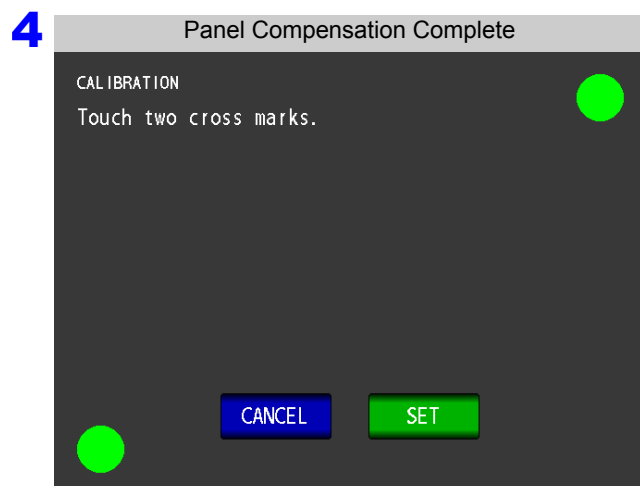 4
Panel Compensation Complete
CALIBRATION
Touch two cross marks.
CANCEL SET